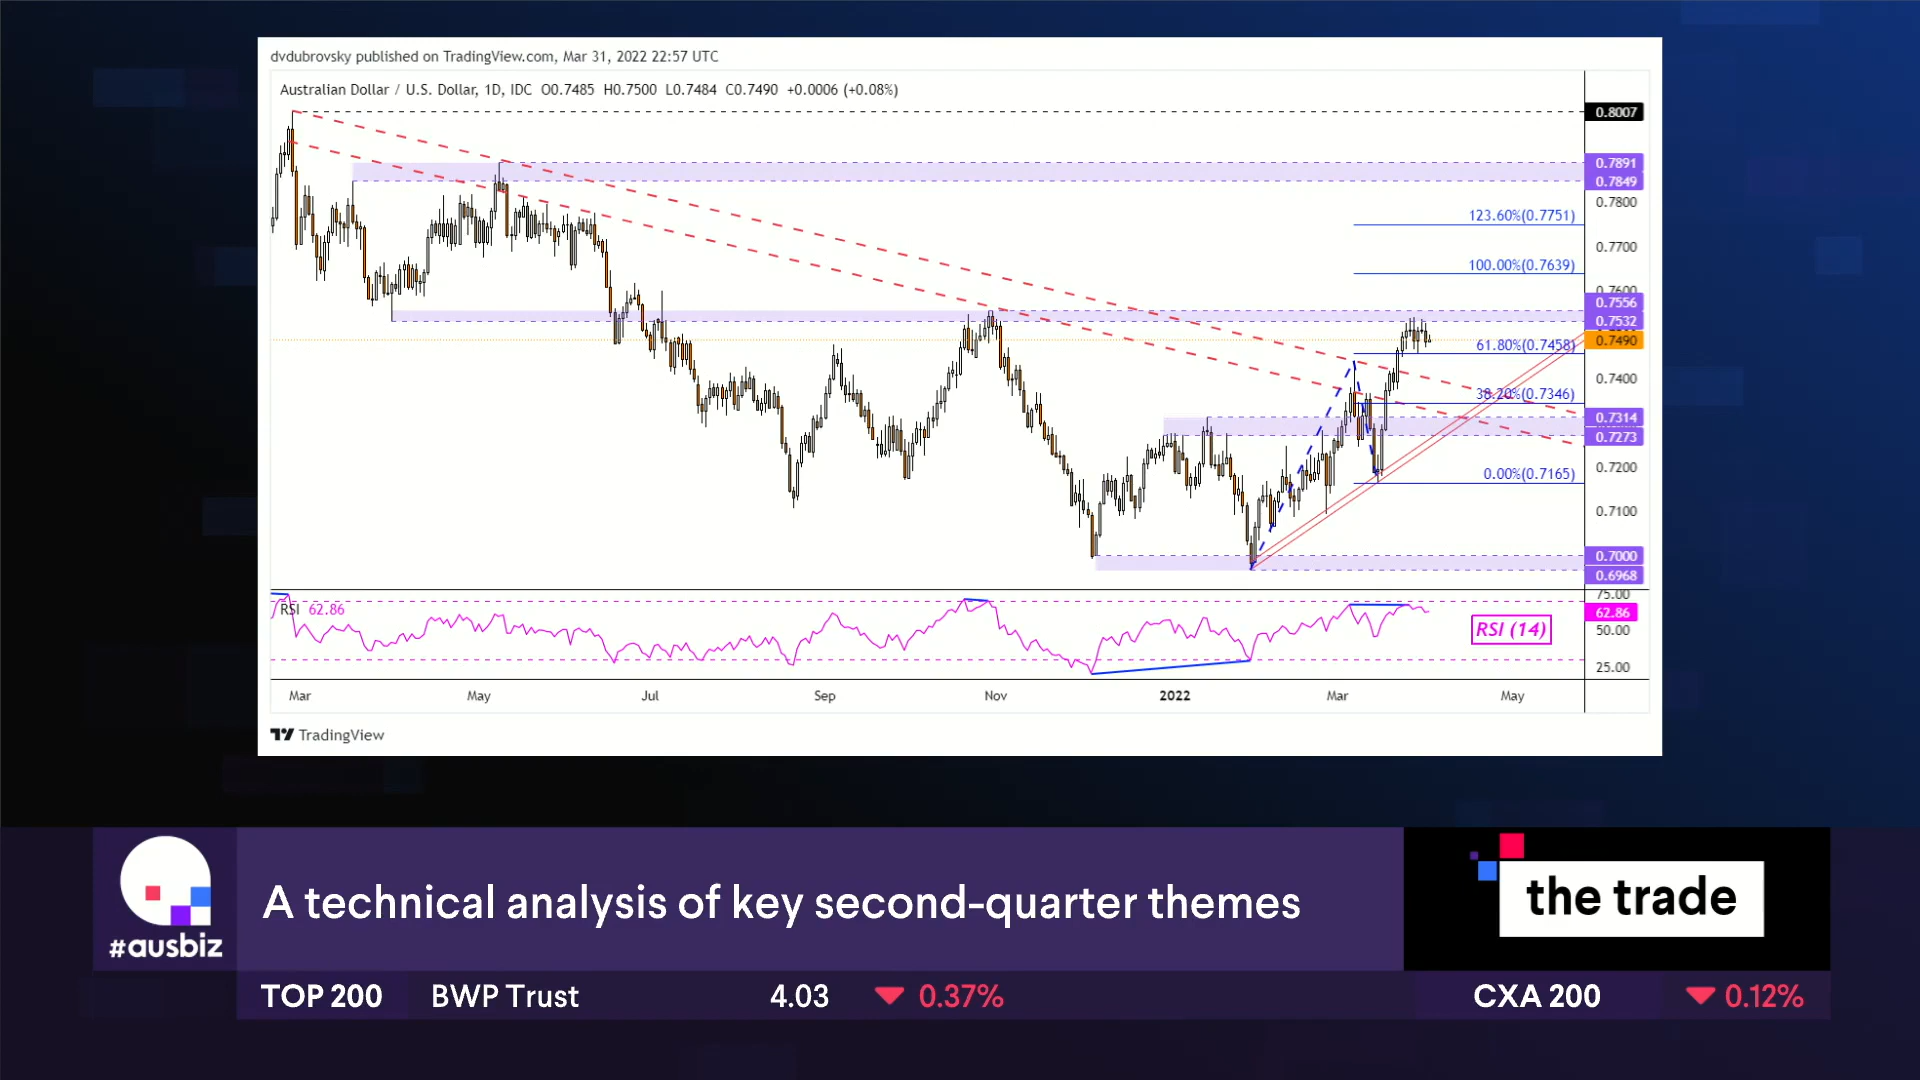 dvdubrovsky published on TradingView.com, Mar 31, 2022 22:57 UTC
Australian Dollar / U.S. Dollar, 1D, IDC O0.7485 H0.7500 L0.7484 C0.7490 +0.0006 (+0.08%)
0.8007
0.7891
0.7849
0.7800
123.60%(0.7751)
0.7700
100.00%(0.7639)
0.7600
0.7556
0.7532
0.7490
61.80%(0.7458)
0.7400
38.20%(0.7346)
0.7314
0.7273
0.7200
0.00%(0.7165)
0.7100
0.7000
0.6968
75.00
RSI 62.86
62.86
RSI (14)
50.00
25.00
Mar May Jul Sep Nov 2022 Mar May
TradingView
A technical analysis of key second-quarter themes
the trade
#ausbiz
TOP 200 BWP Trust 4.03 0.37% CXA 200 0.12%